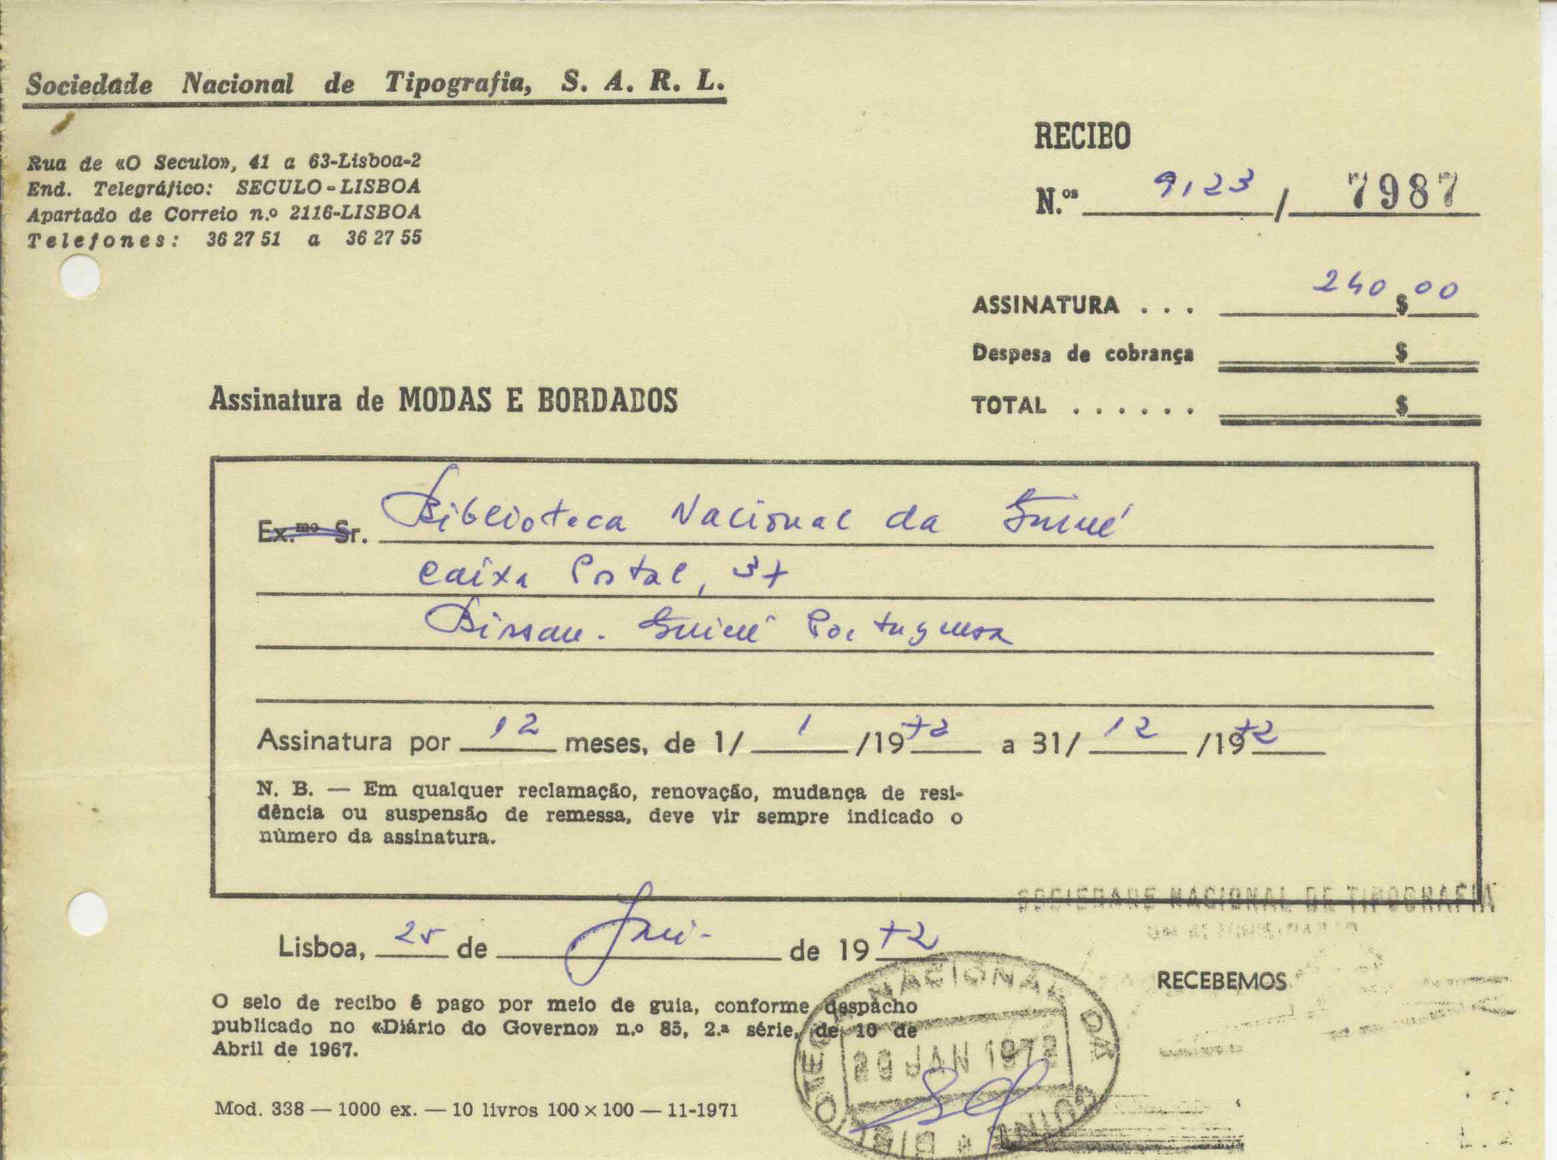 Sociedade Nacional de Tipografia, S. A. R. L.
Rua de «O Seculo», 41 a 63-Lisboa-2
End. Telegráfico: SECULO-LISBOA
Apartado de Correio n.º 2116-LISBOA
Telefones: 36 27 51 a 36 27 55
RECIBO
N.ºs 9123 / 7987
ASSINATURA . . . 240$00
Despesa de cobrança $
TOTAL . . . . . . $
Assinatura de MODAS E BORDADOS
Ex.mo Sr. Biblioteca Nacional da Guiné
Caixa Postal, 37
Bissau. Guiné Portuguesa
Assinatura por 12 meses, de 1/ 1 /1972 a 31/ 12 /1972
N. B. — Em qualquer reclamação, renovação, mudança de resi-
dência ou suspensão de remessa, deve vir sempre indicado o
número da assinatura.
SOCIEDADE NACIONAL DE TIPOGRAFIA
Lisboa, 25 de Jan. de 1972
RECEBEMOS
O selo de recibo é pago por meio de guia, conforme despacho
publicado no «Diário do Governo» n.º 85, 2.ª série, de 10 de
Abril de 1967.
BIBLIOTECA NACIONAL DA GUINÉ
29 JAN 1972
Mod. 338 — 1000 ex. — 10 livros 100 × 100 — 11-1971